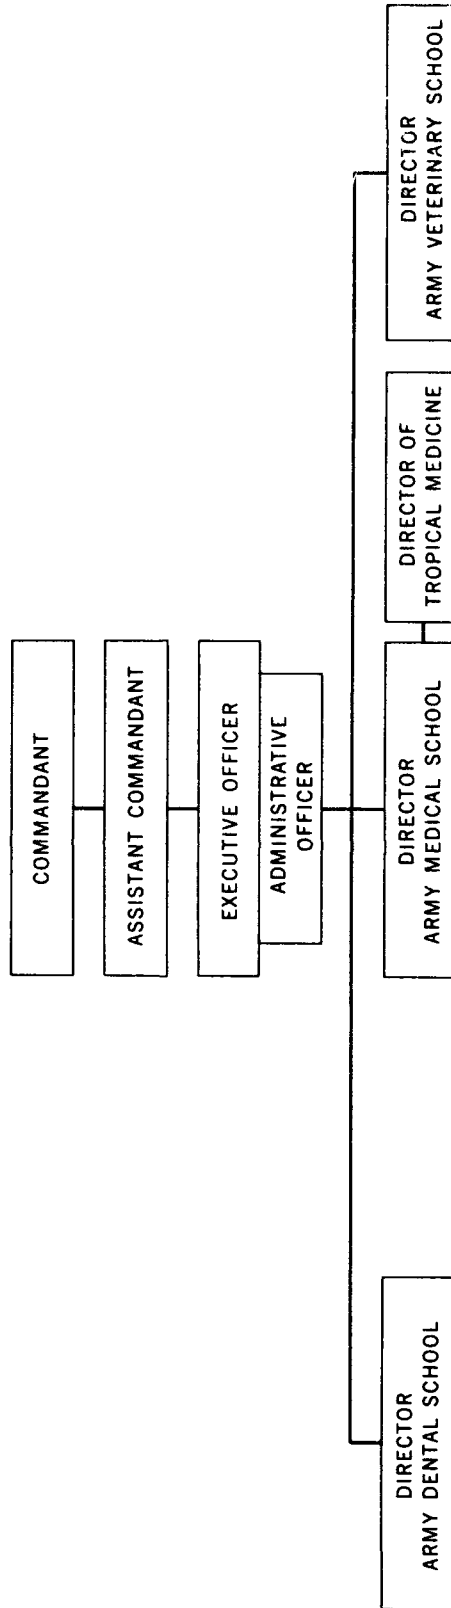 COMMANDANT
ASSISTANT COMMANDANT
EXECUTIVE OFFICER
ADMINISTRATIVE
OFFICER
DIRECTOR
ARMY DENTAL SCHOOL
DIRECTOR
ARMY MEDICAL SCHOOL
DIRECTOR OF
TROPICAL MEDICINE
DIRECTOR
ARMY VETERINARY SCHOOL